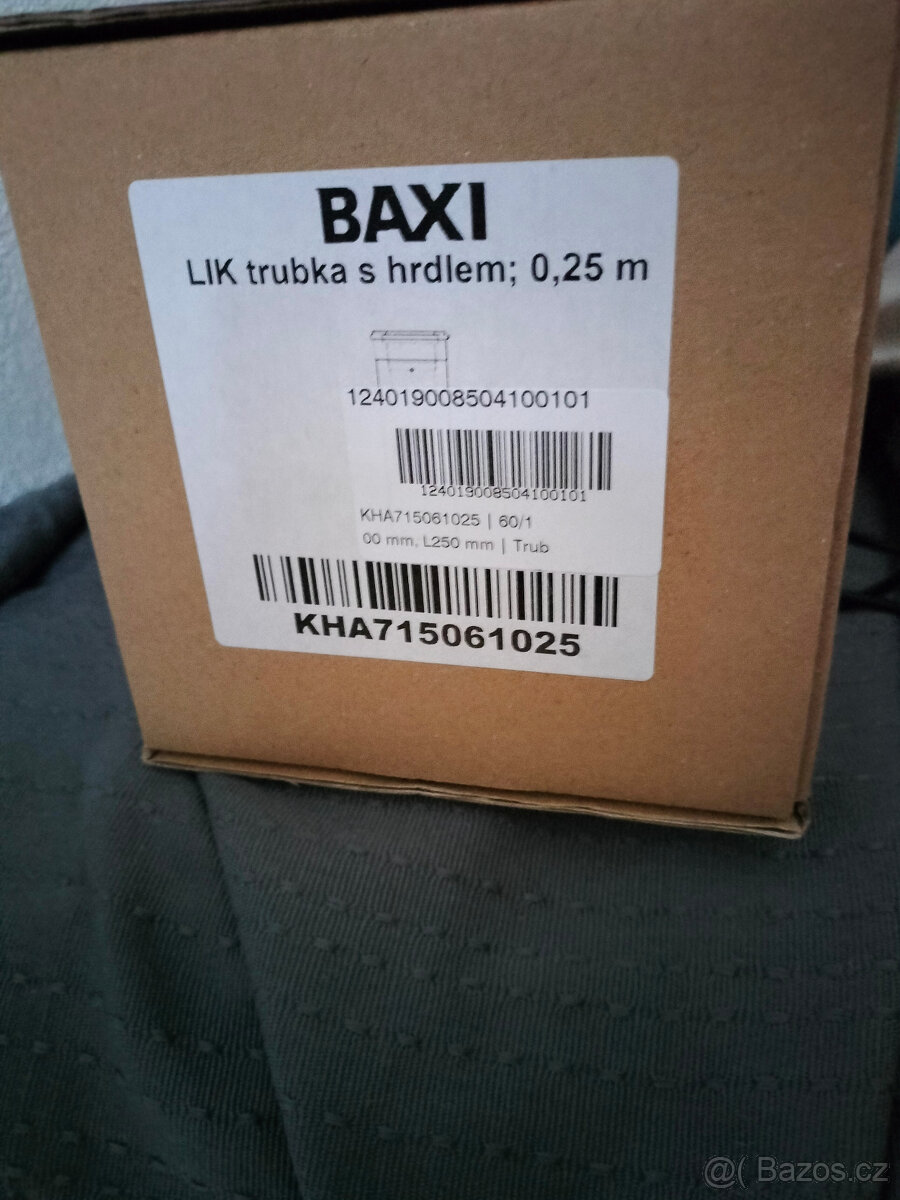 BAXI
LIK trubka s hrdlem; 0,25 m
124019008504100101
124019008504100101
KHA715061025 | 60/1
00 mm, L250 mm | Trub
KHA715061025
@( Bazos.cz